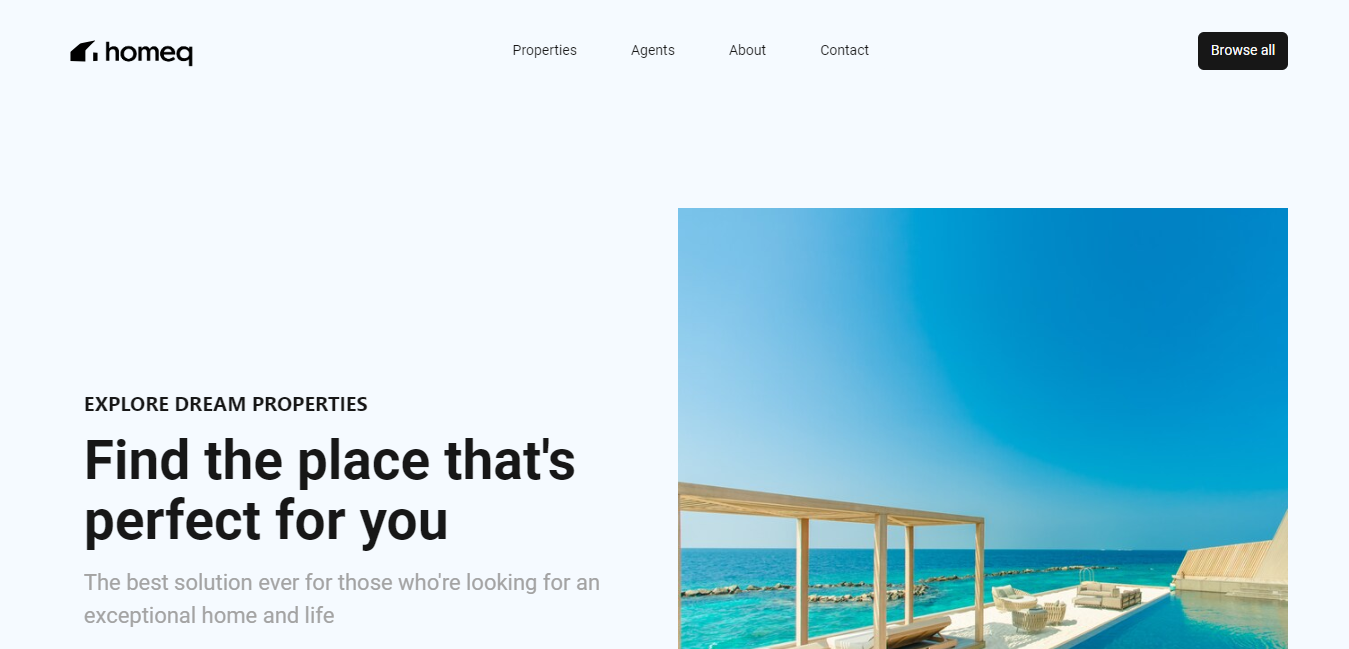 homeq
Properties
Agents
About
Contact
Browse all
EXPLORE DREAM PROPERTIES
Find the place that's
perfect for you
The best solution ever for those who're looking for an
exceptional home and life